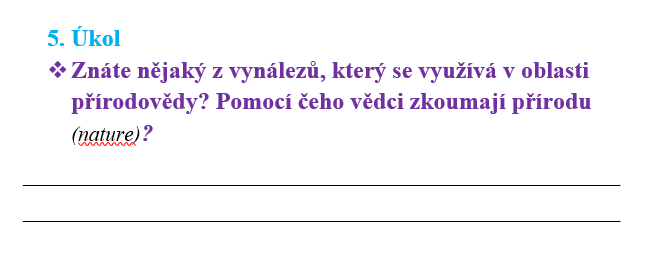 5. Úkol
❖ Znáte nějaký z vynálezů, který se využívá v oblasti
přírodovědy? Pomocí čeho vědci zkoumají přírodu
(nature)?